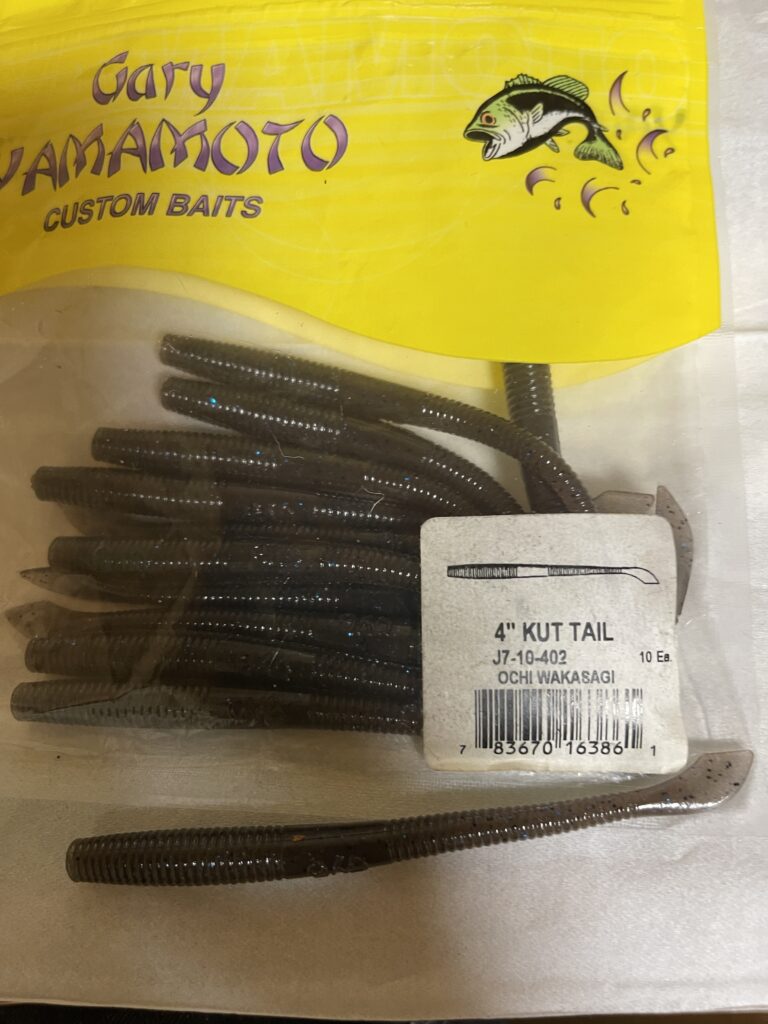 Gary
YAMAMOTO
CUSTOM BAITS
4" KUT TAIL
J7-10-402
10 Ea.
OCHI WAKASAGI
7 83670 16386 1